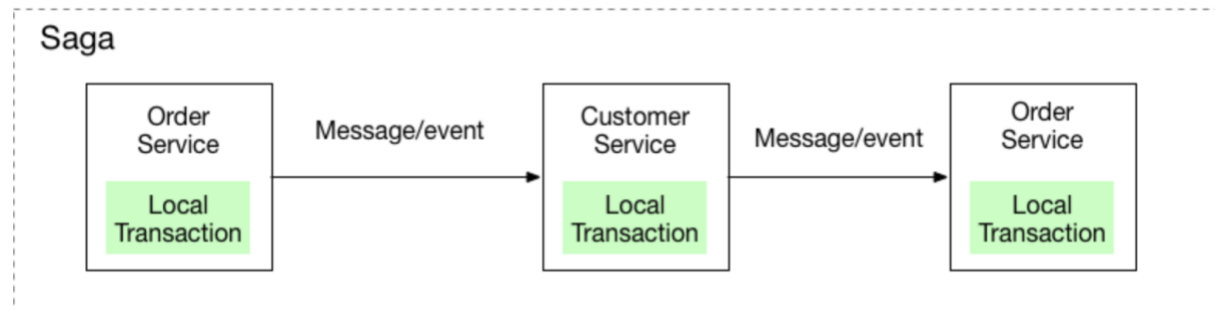 Saga
Order
Service
Local
Transaction
Message/event
Customer
Service
Local
Transaction
Message/event
Order
Service
Local
Transaction